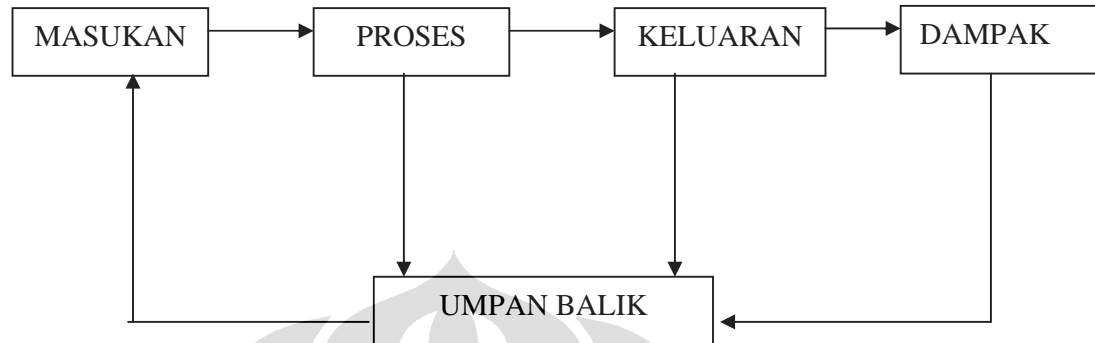 MASUKAN
PROSES
KELUARAN
DAMPAK
UMPAN BALIK